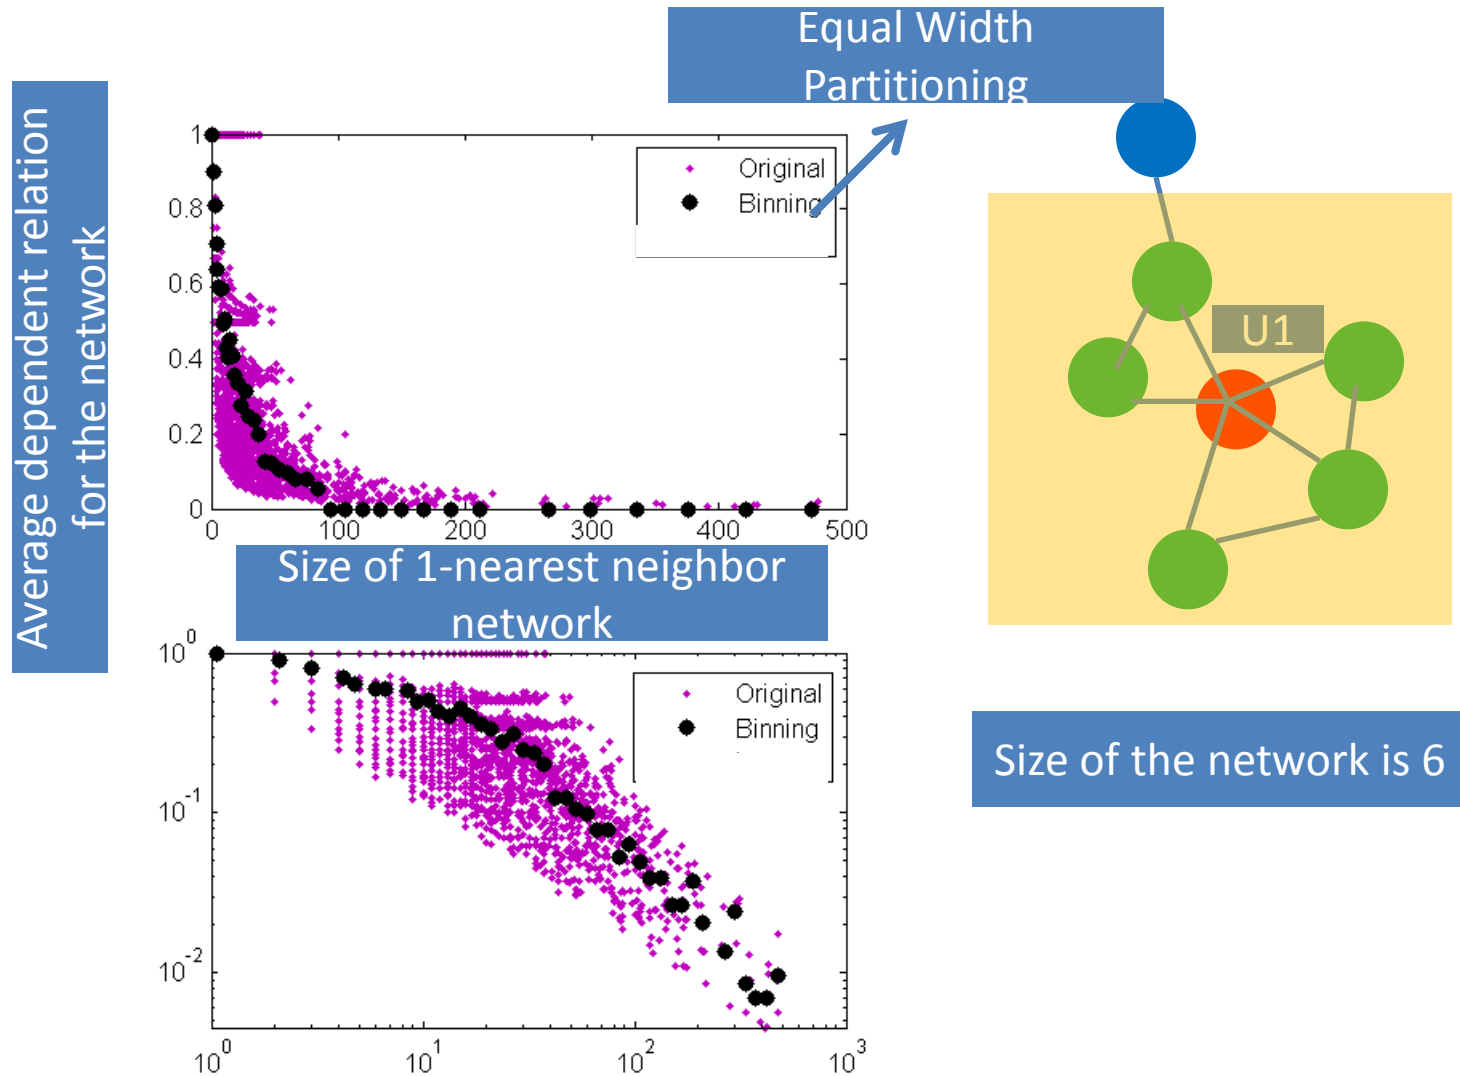 Equal Width
Partitioning
Average dependent relation
for the network
1
0.8
0.6
0.4
0.2
0
0
100
200
300
400
500
Original
Binning
U1
Size of 1-nearest neighbor
network
10^0
10^-1
10^-2
Original
Binning
10^0
10^1
10^2
10^3
Size of the network is 6